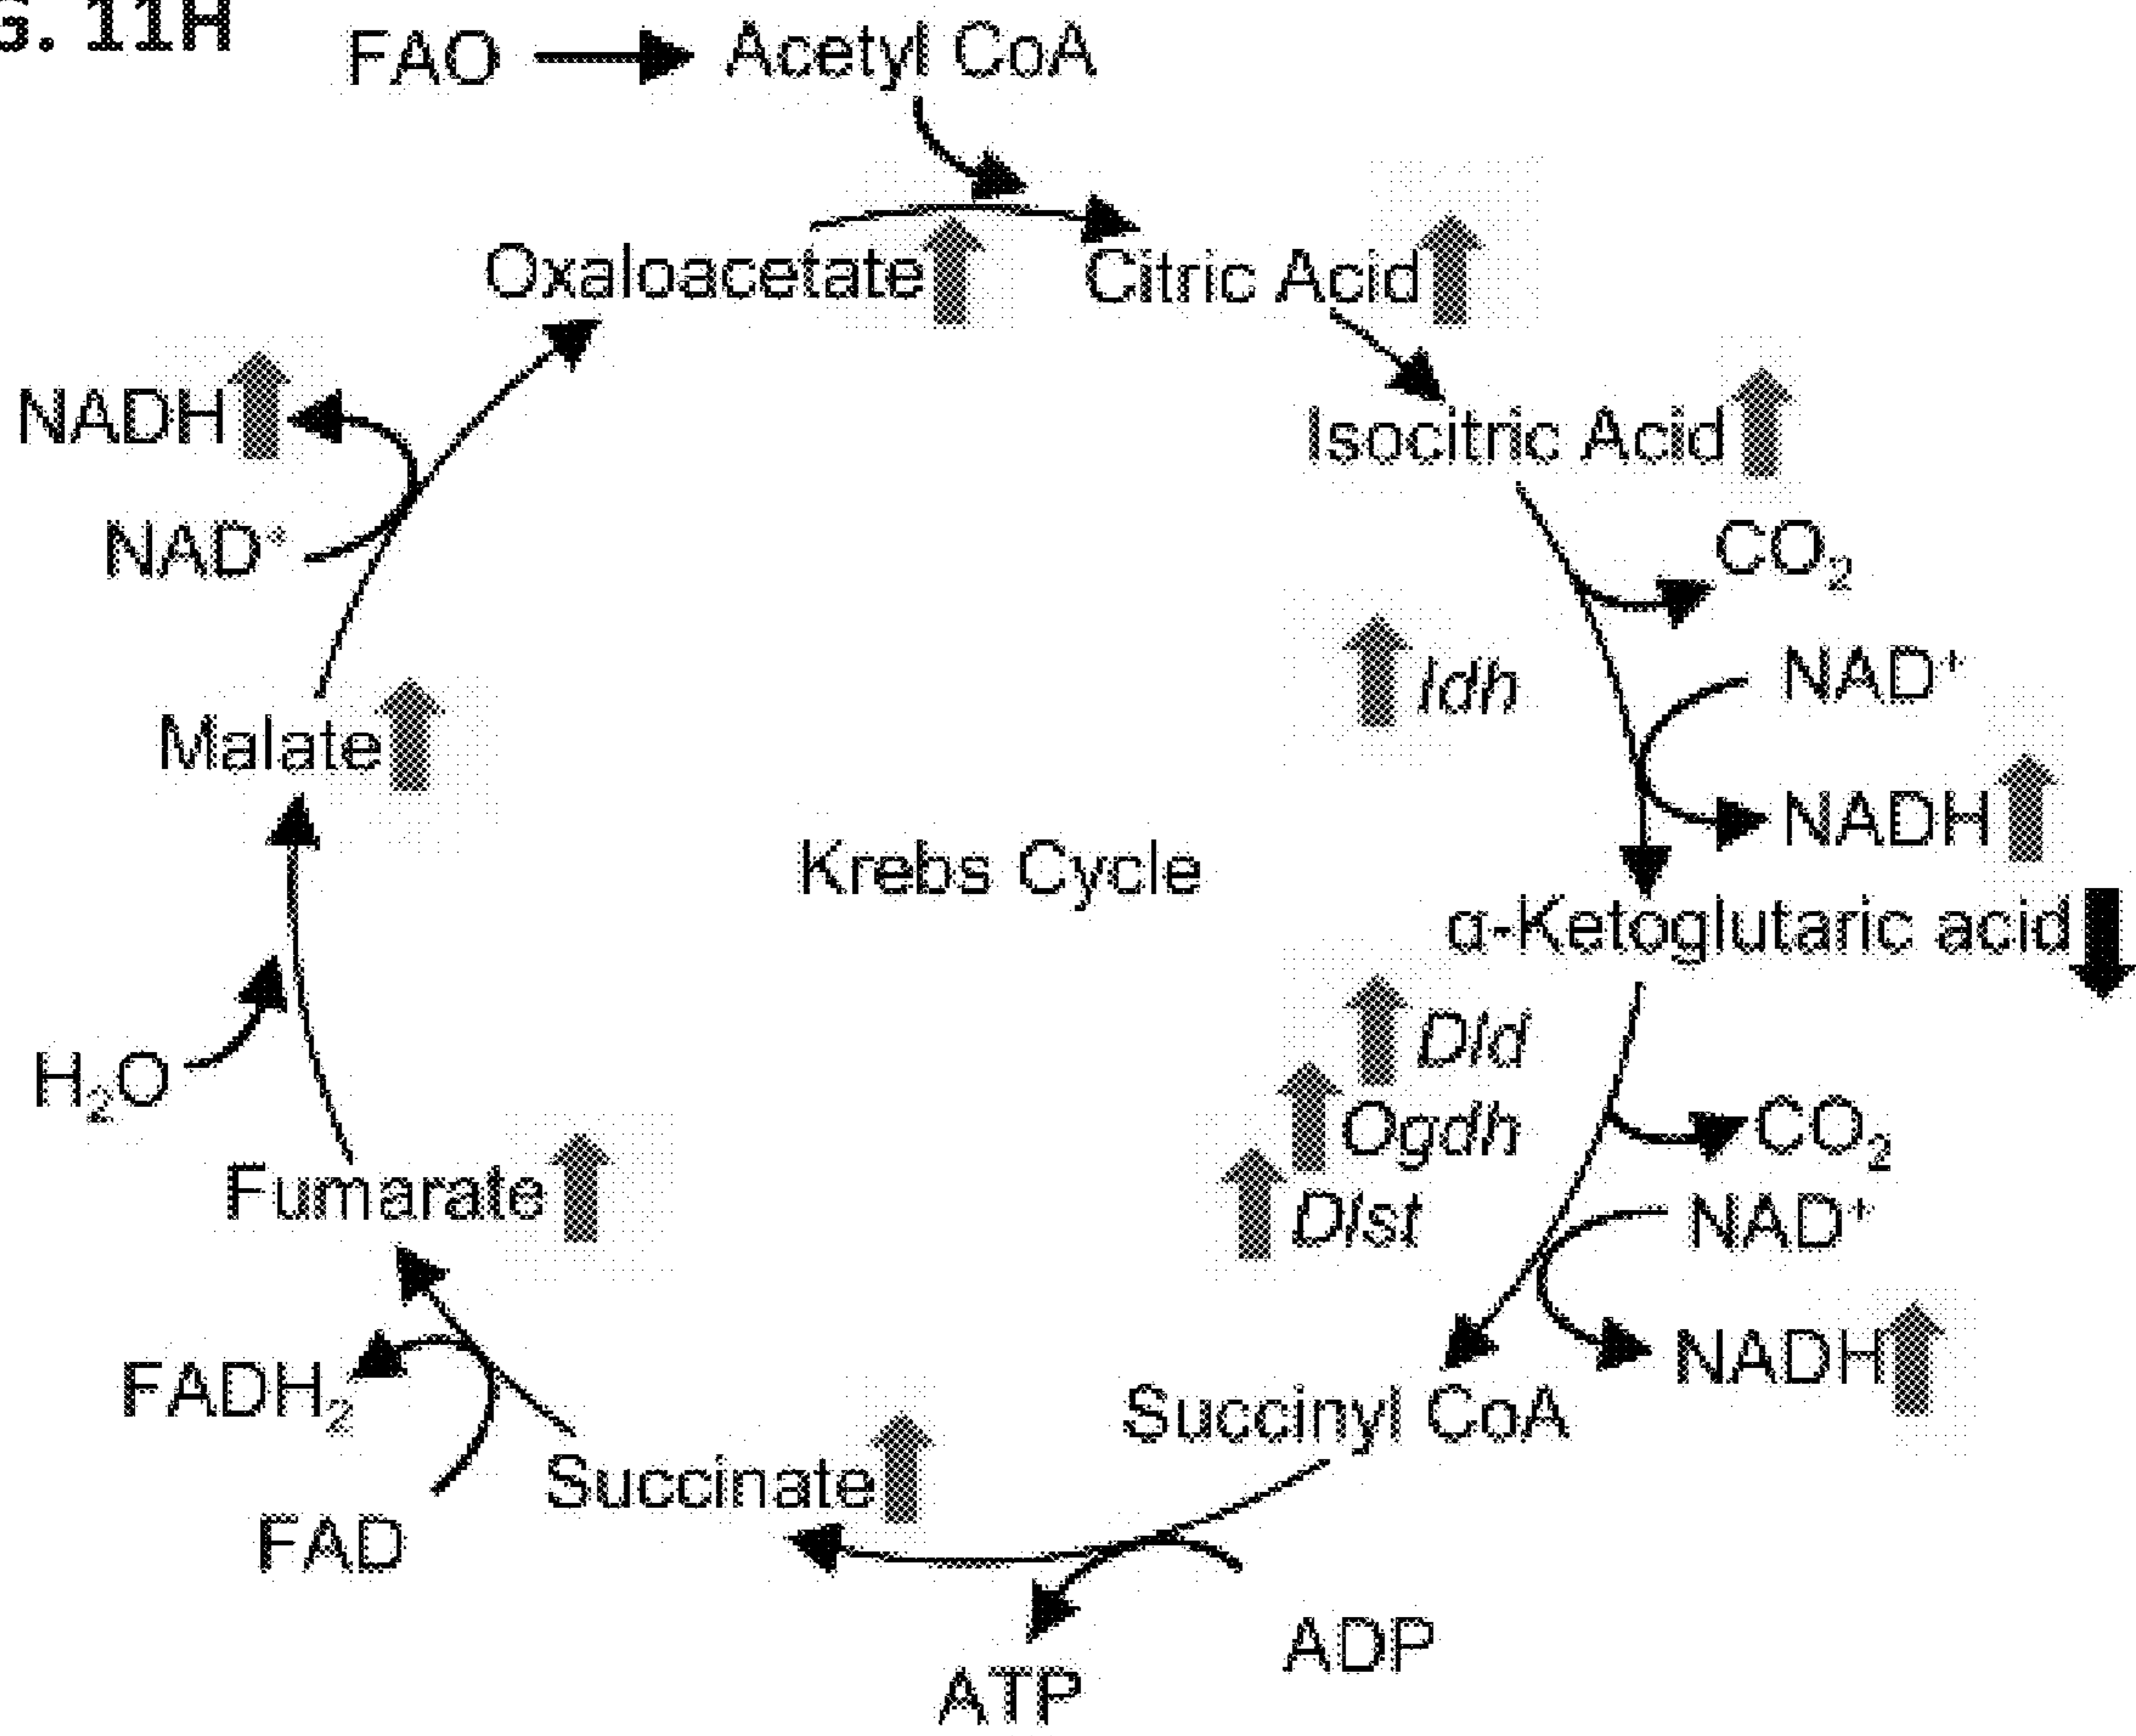 G. 11H
FAO
Acetyl CoA
Oxaloacetate
Citric Acid
NADH
Isocitric Acid
NAD⁺
CO₂
Idh
NAD⁺
Malate
NADH
Krebs Cycle
α-Ketoglutaric acid
Dld
H₂O
Ogdh
CO₂
Fumarate
Dlst
NAD⁺
FADH₂
NADH
Succinyl CoA
Succinate
FAD
ADP
ATP